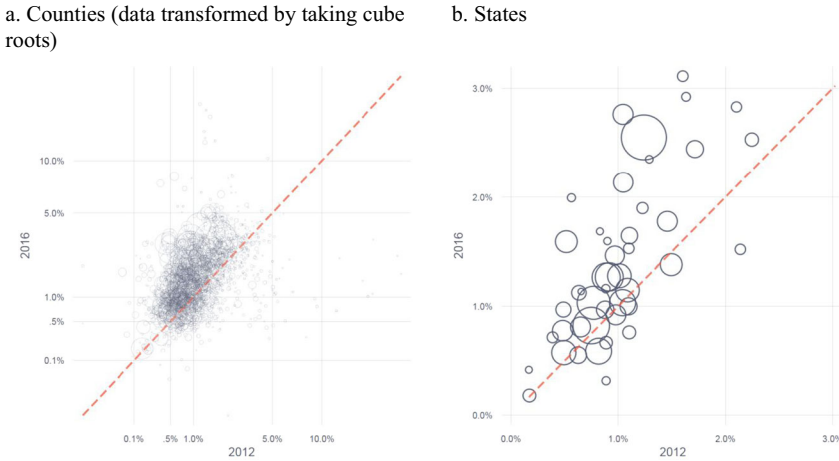 a. Counties (data transformed by taking cube
roots)
b. States
10.0%
5.0%
1.0%
.5%
0.1%
2016
0.1% .5% 1.0% 5.0% 10.0%
2012
3.0%
2.0%
1.0%
0.0%
2016
0.0% 1.0% 2.0% 3.0%
2012